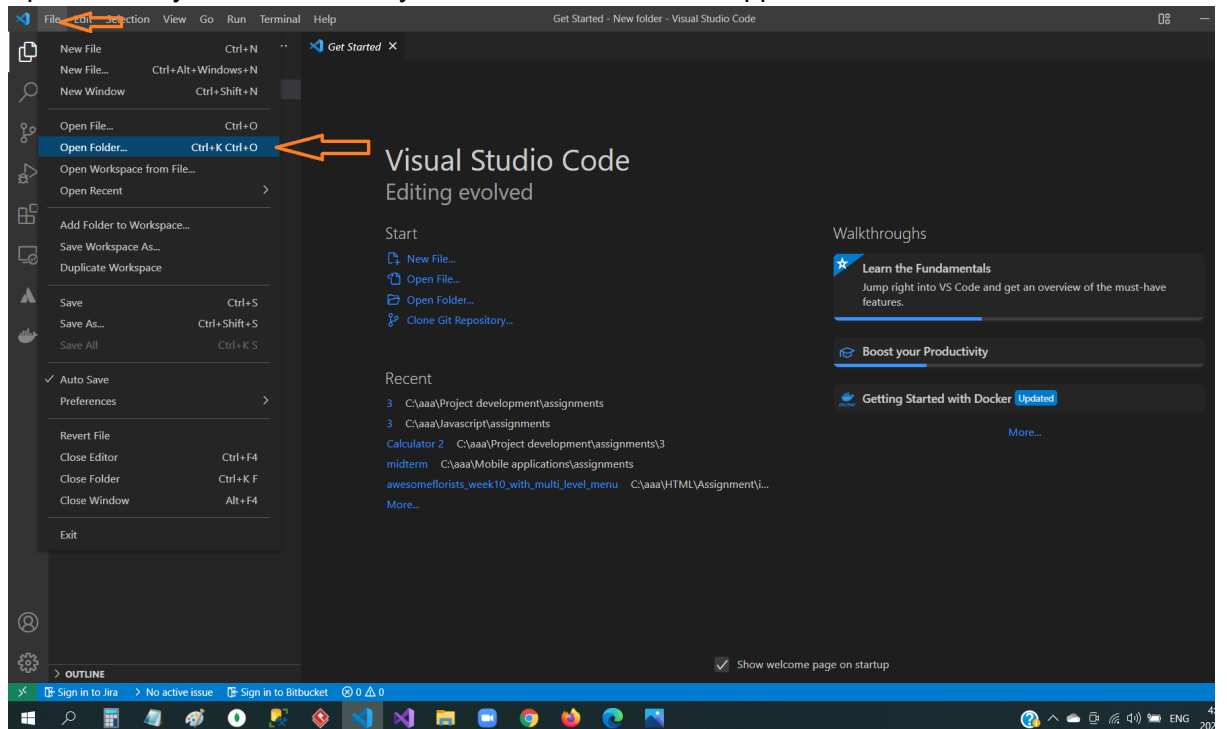 File Edit Selection View Go Run Terminal Help
Get Started - New folder - Visual Studio Code
Get Started
New File Ctrl+N
New File... Ctrl+Alt+Windows+N
New Window Ctrl+Shift+N
Open File... Ctrl+O
Open Folder... Ctrl+K Ctrl+O
Open Workspace from File...
Open Recent
Add Folder to Workspace...
Save Workspace As...
Duplicate Workspace
Save Ctrl+S
Save As... Ctrl+Shift+S
Save All Ctrl+K S
Auto Save
Preferences
Revert File
Close Editor Ctrl+F4
Close Folder Ctrl+K F
Close Window Alt+F4
Exit
Visual Studio Code
Editing evolved
Start
New File...
Open File...
Open Folder...
Clone Git Repository...
Recent
3 C:\aaa\Project development\assignments
3 C:\aaa\Javascript\assignments
Calculator 2 C:\aaa\Project development\assignments\3
midterm C:\aaa\Mobile applications\assignments
awesomeflorists_week10_with_multi_level_menu C:\aaa\HTML\Assignment\i...
More...
Walkthroughs
Learn the Fundamentals
Jump right into VS Code and get an overview of the must-have
features.
Boost your Productivity
Getting Started with Docker Updated
More...
Show welcome page on startup
OUTLINE
Sign in to Jira No active issue Sign in to Bitbucket 0 0
ENG